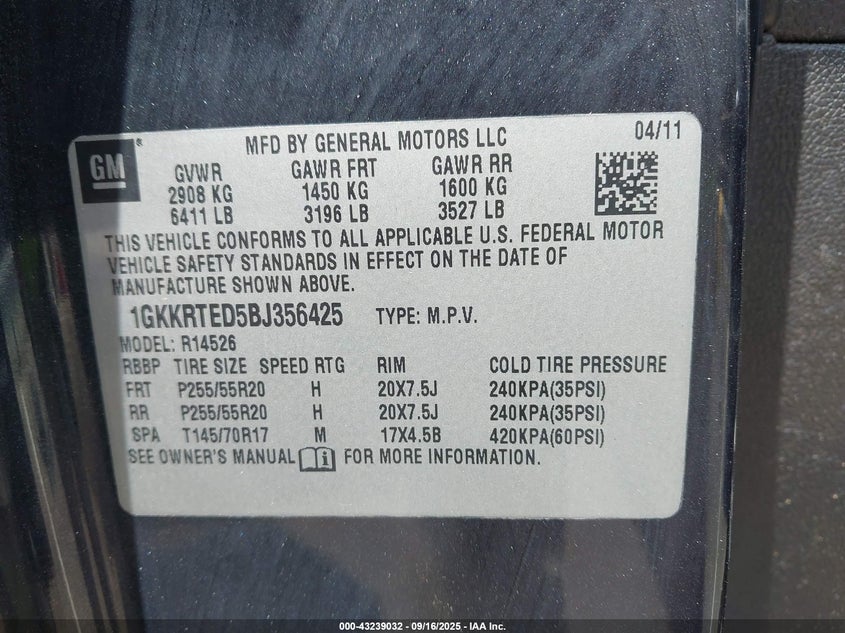 GM®
MFD BY GENERAL MOTORS LLC 04/11
GVWR GAWR FRT GAWR RR
2908 KG 1450 KG 1600 KG
6411 LB 3196 LB 3527 LB
THIS VEHICLE CONFORMS TO ALL APPLICABLE U.S. FEDERAL MOTOR
VEHICLE SAFETY STANDARDS IN EFFECT ON THE DATE OF
MANUFACTURE SHOWN ABOVE.
1GKKRTED5BJ356425 TYPE: M.P.V.
MODEL: R14526
RBBP TIRE SIZE SPEED RTG RIM COLD TIRE PRESSURE
FRT P255/55R20 H 20X7.5J 240KPA(35PSI)
RR P255/55R20 H 20X7.5J 240KPA(35PSI)
SPA T145/70R17 M 17X4.5B 420KPA(60PSI)
SEE OWNER'S MANUAL i FOR MORE INFORMATION.
000-43239032 - 09/16/2025 - IAA Inc.